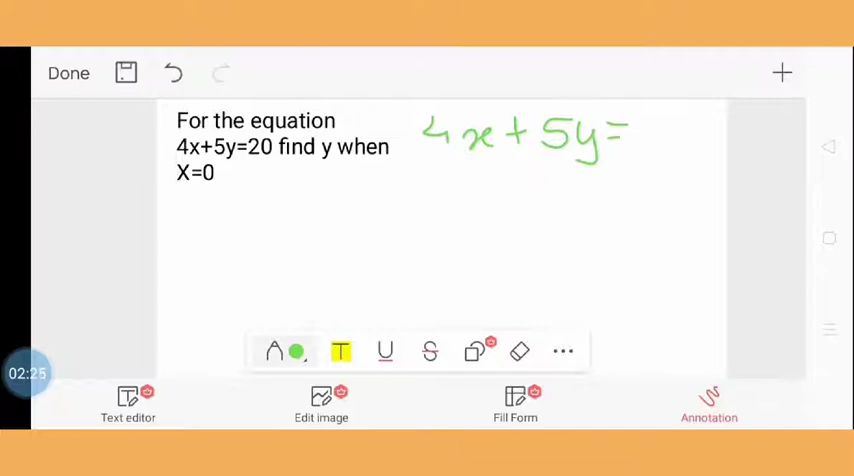 Done
For the equation
4x+5y=20 find y when
X=0
4x+5y=
T
U
S
02:25
Text editor
Edit image
Fill Form
Annotation